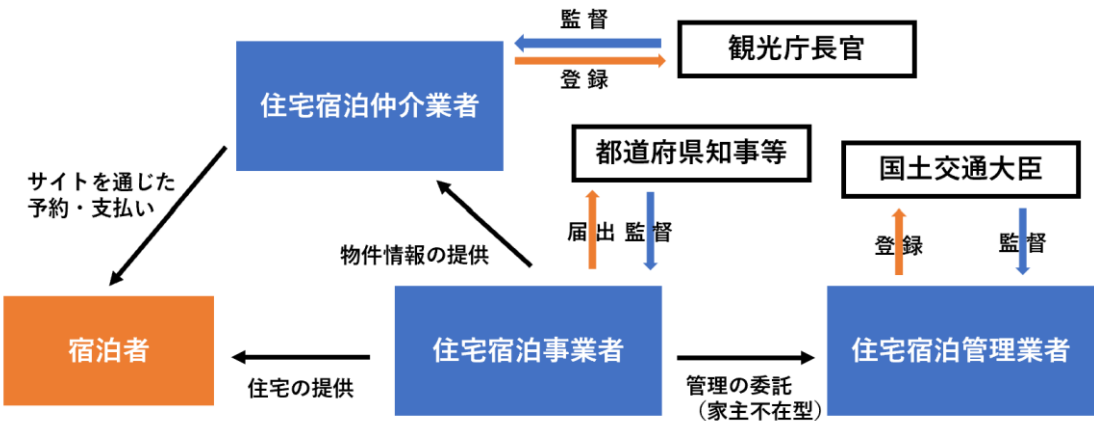 監督
観光庁長官
登録
住宅宿泊仲介業者
都道府県知事等
国土交通大臣
サイトを通じた
予約・支払い
物件情報の提供
届出
監督
登録
監督
宿泊者
住宅宿泊事業者
住宅宿泊管理業者
住宅の提供
管理の委託
（家主不在型）